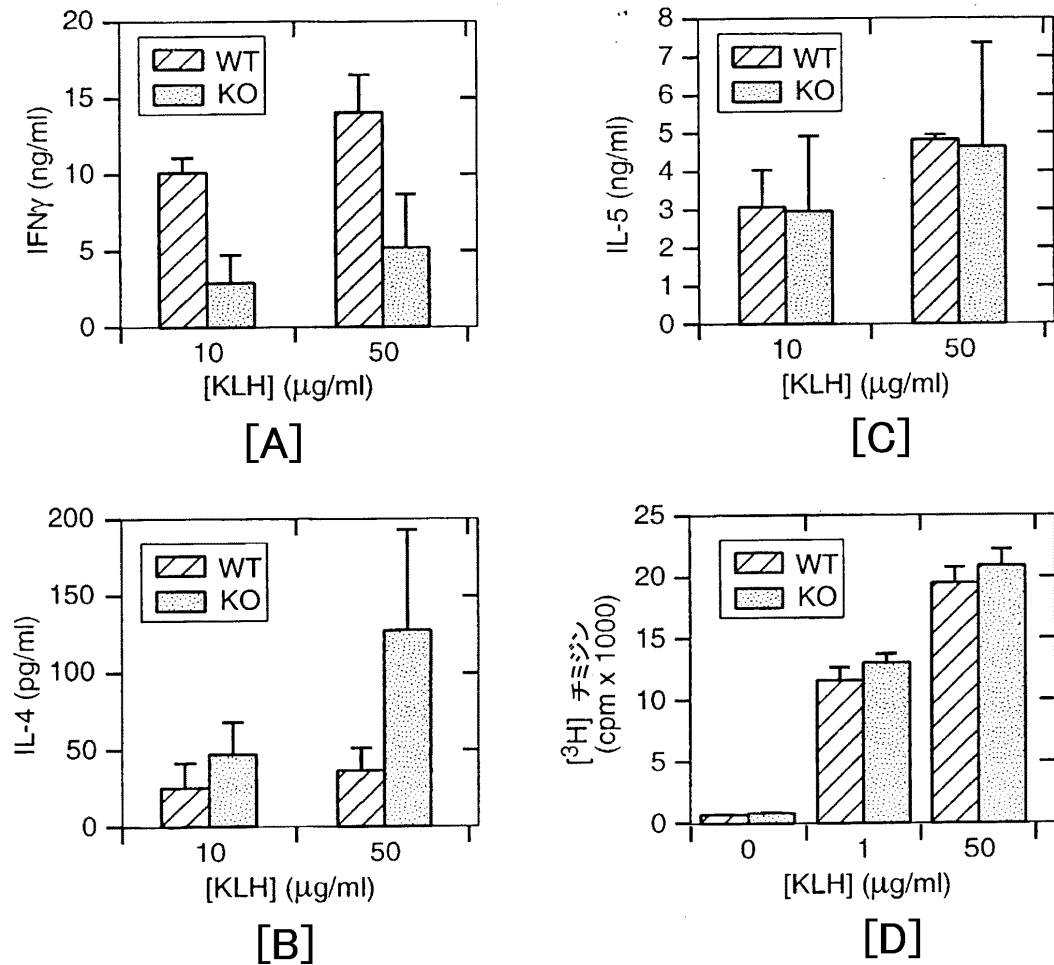 20
15
10
5
0
IFNγ (ng/ml)
WT
KO
10 50
[KLH] (μg/ml)
[A]
8
7
6
5
4
3
2
1
0
IL-5 (ng/ml)
WT
KO
10 50
[KLH] (μg/ml)
[C]
200
150
100
50
0
IL-4 (pg/ml)
WT
KO
10 50
[KLH] (μg/ml)
[B]
25
20
15
10
5
0
[³H] チミジン
(cpm x 1000)
WT
KO
0 1 50
[KLH] (μg/ml)
[D]